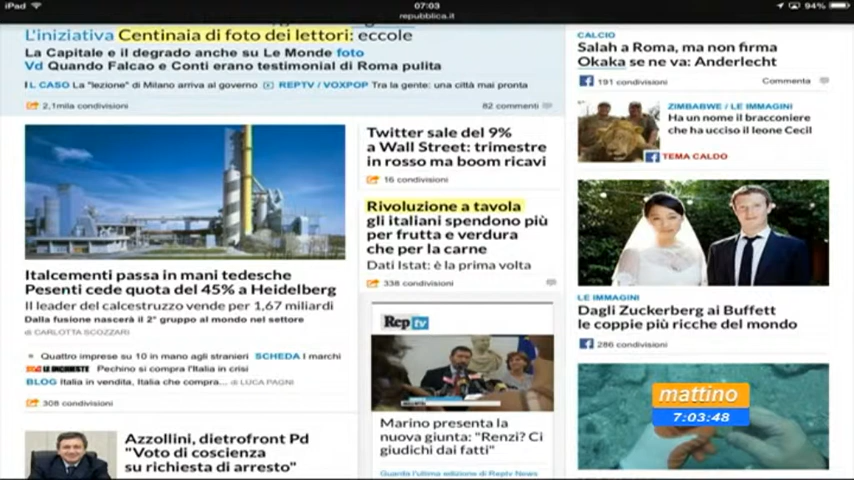 iPad
07:03
repubblica.it
94%
L'iniziativa Centinaia di foto dei lettori: eccole
La Capitale e il degrado anche su Le Monde foto
Vd Quando Falcao e Conti erano testimonial di Roma pulita
IL CASO La "lezione" di Milano arriva al governo REPTV / VOXPOP Tra la gente: una città mai pronta
2,1mila condivisioni
82 commenti
Italcementi passa in mani tedesche
Pesenti cede quota del 45% a Heidelberg
Il leader del calcestruzzo vende per 1,67 miliardi
Dalla fusione nascerà il 2° gruppo al mondo nel settore
di CARLOTTA SCOZZARI
Quattro imprese su 10 in mano agli stranieri SCHEDA I marchi
LE INCHIESTE Pechino si compra l'Italia in crisi
BLOG Italia in vendita, Italia che compra... di LUCA PAGNI
308 condivisioni
Azzollini, dietrofront Pd
"Voto di coscienza
su richiesta di arresto"
Twitter sale del 9%
a Wall Street: trimestre
in rosso ma boom ricavi
16 condivisioni
Rivoluzione a tavola
gli italiani spendono più
per frutta e verdura
che per la carne
Dati Istat: è la prima volta
338 condivisioni
Rep tv
Marino presenta la
nuova giunta: "Renzi? Ci
giudichi dai fatti"
Guarda l'ultima edizione di Reptv News
CALCIO
Salah a Roma, ma non firma
Okaka se ne va: Anderlecht
191 condivisioni
Commenta
ZIMBABWE / LE IMMAGINI
Ha un nome il bracconiere
che ha ucciso il leone Cecil
TEMA CALDO
LE IMMAGINI
Dagli Zuckerberg ai Buffett
le coppie più ricche del mondo
286 condivisioni
mattino
7:03:48